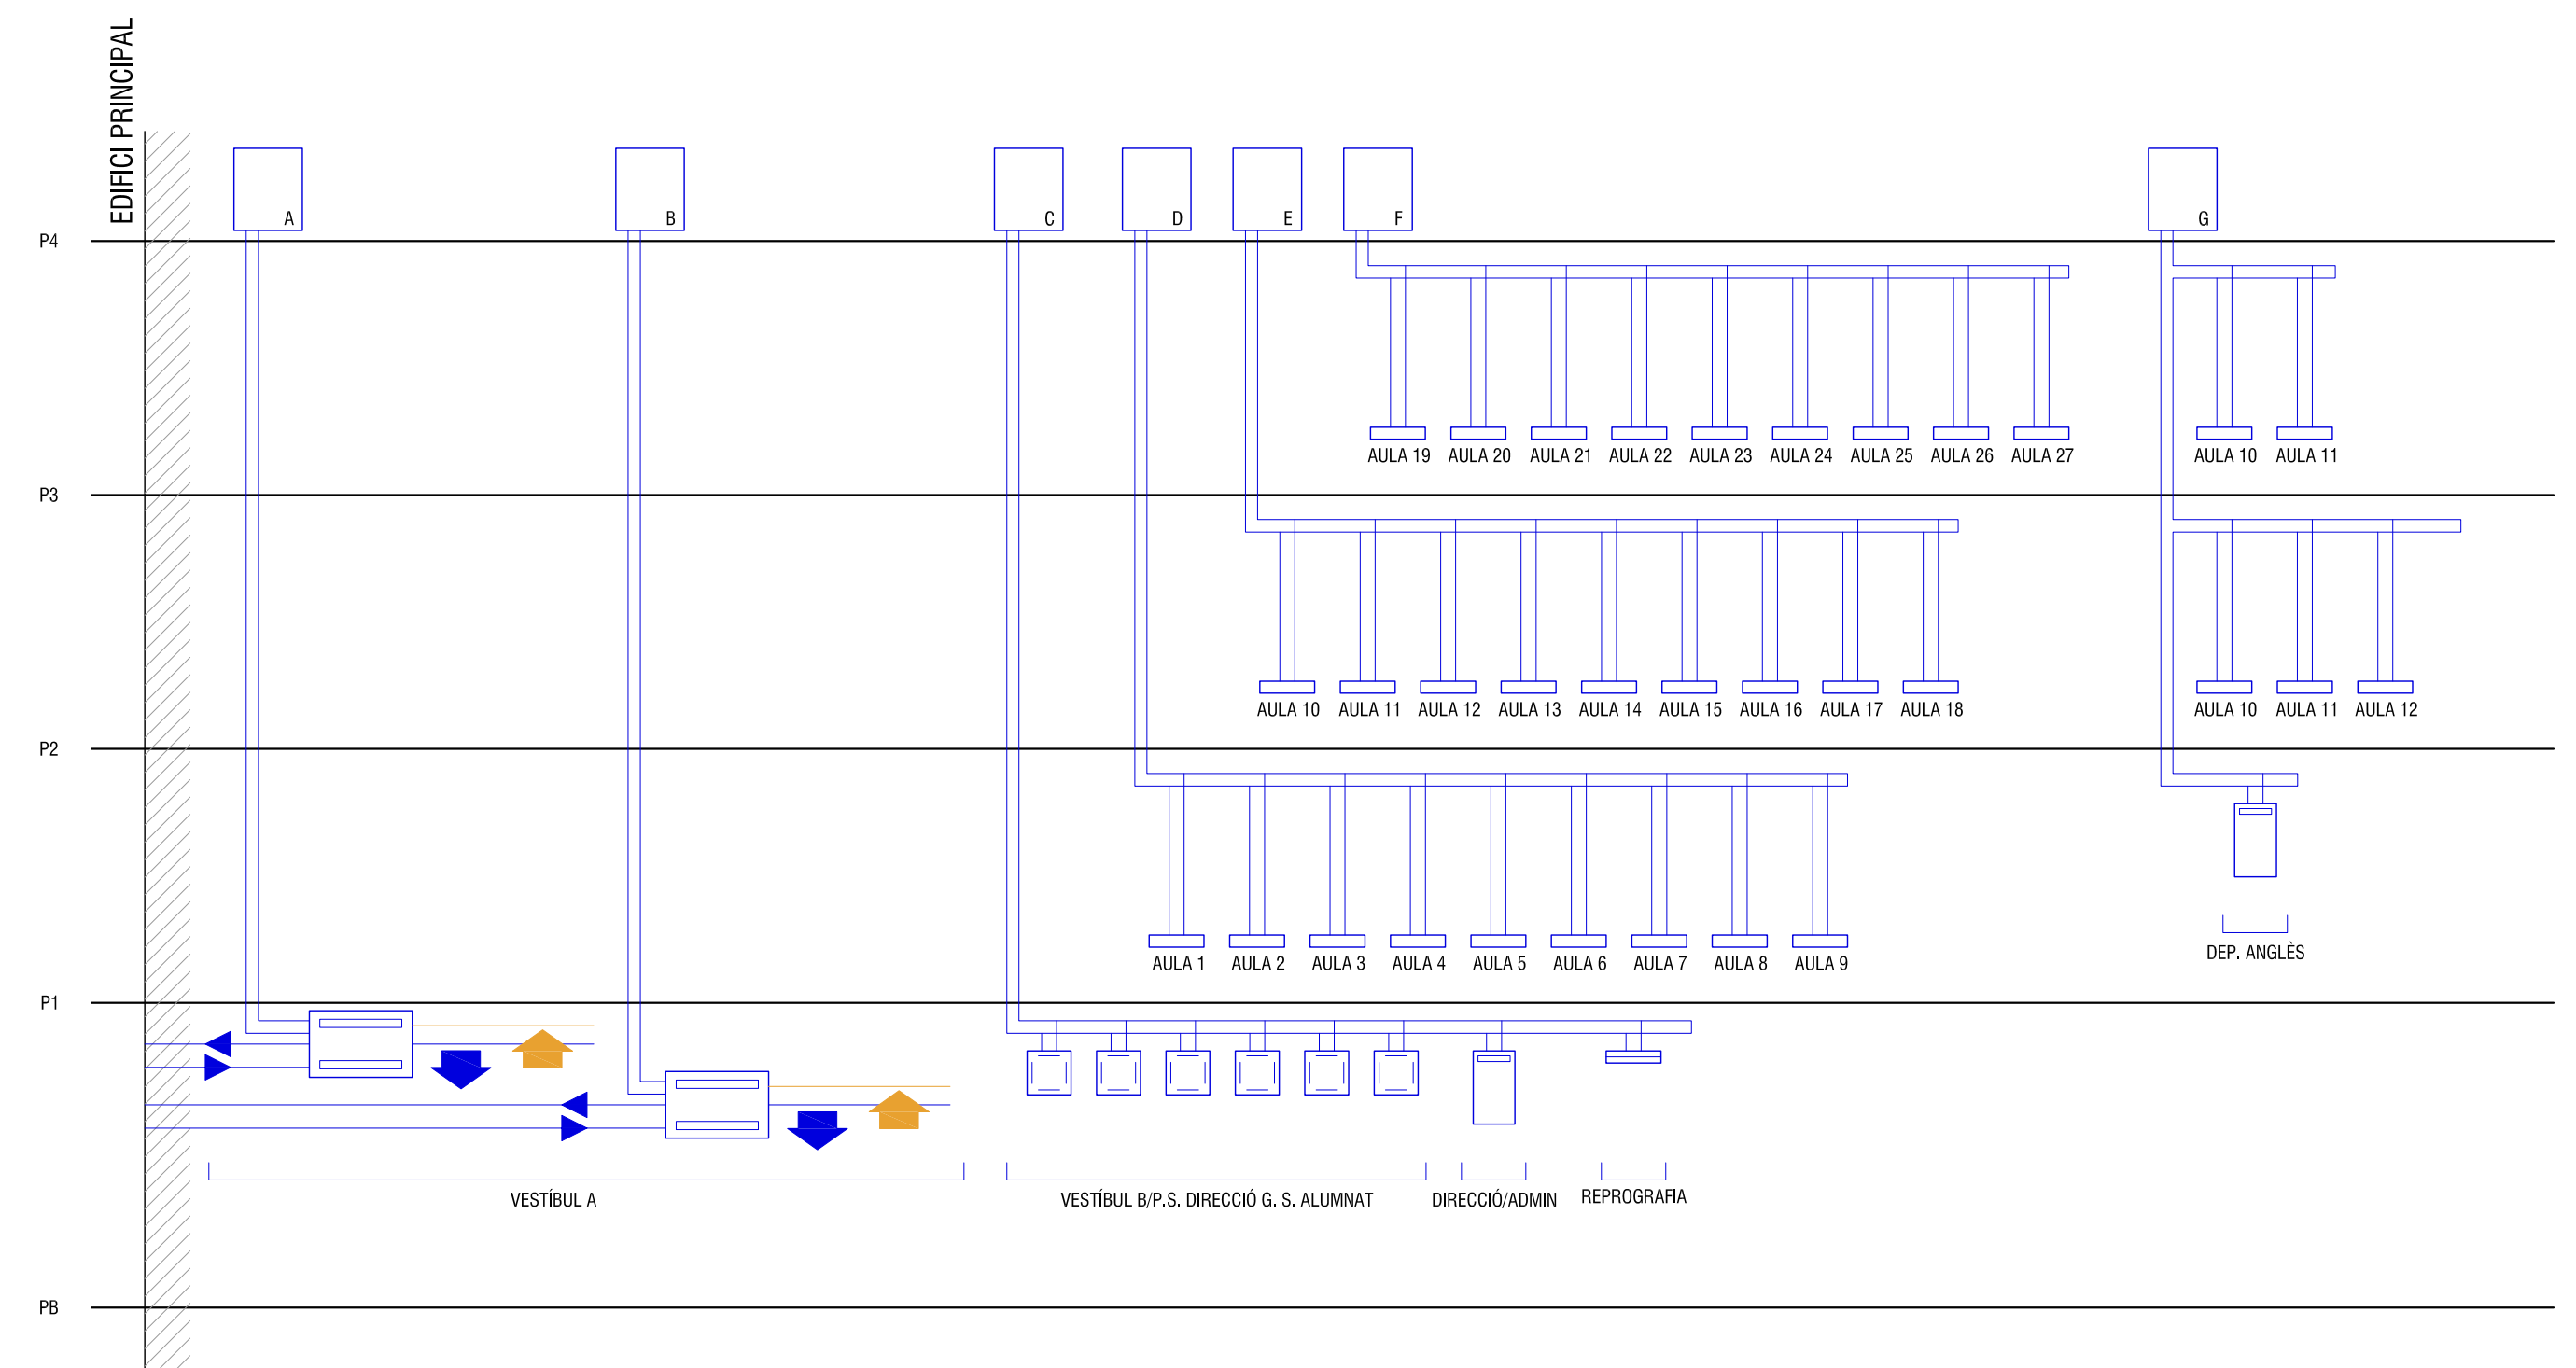 EDIFICI PRINCIPAL
A B C D E F G
P4
AULA 19 AULA 20 AULA 21 AULA 22 AULA 23 AULA 24 AULA 25 AULA 26 AULA 27 AULA 10 AULA 11
P3
AULA 10 AULA 11 AULA 12 AULA 13 AULA 14 AULA 15 AULA 16 AULA 17 AULA 18 AULA 10 AULA 11 AULA 12
P2
AULA 1 AULA 2 AULA 3 AULA 4 AULA 5 AULA 6 AULA 7 AULA 8 AULA 9 DEP. ANGLÈS
P1
VESTÍBUL A VESTÍBUL B/P.S. DIRECCIÓ G. S. ALUMNAT DIRECCIÓ/ADMIN REPROGRAFIA
PB